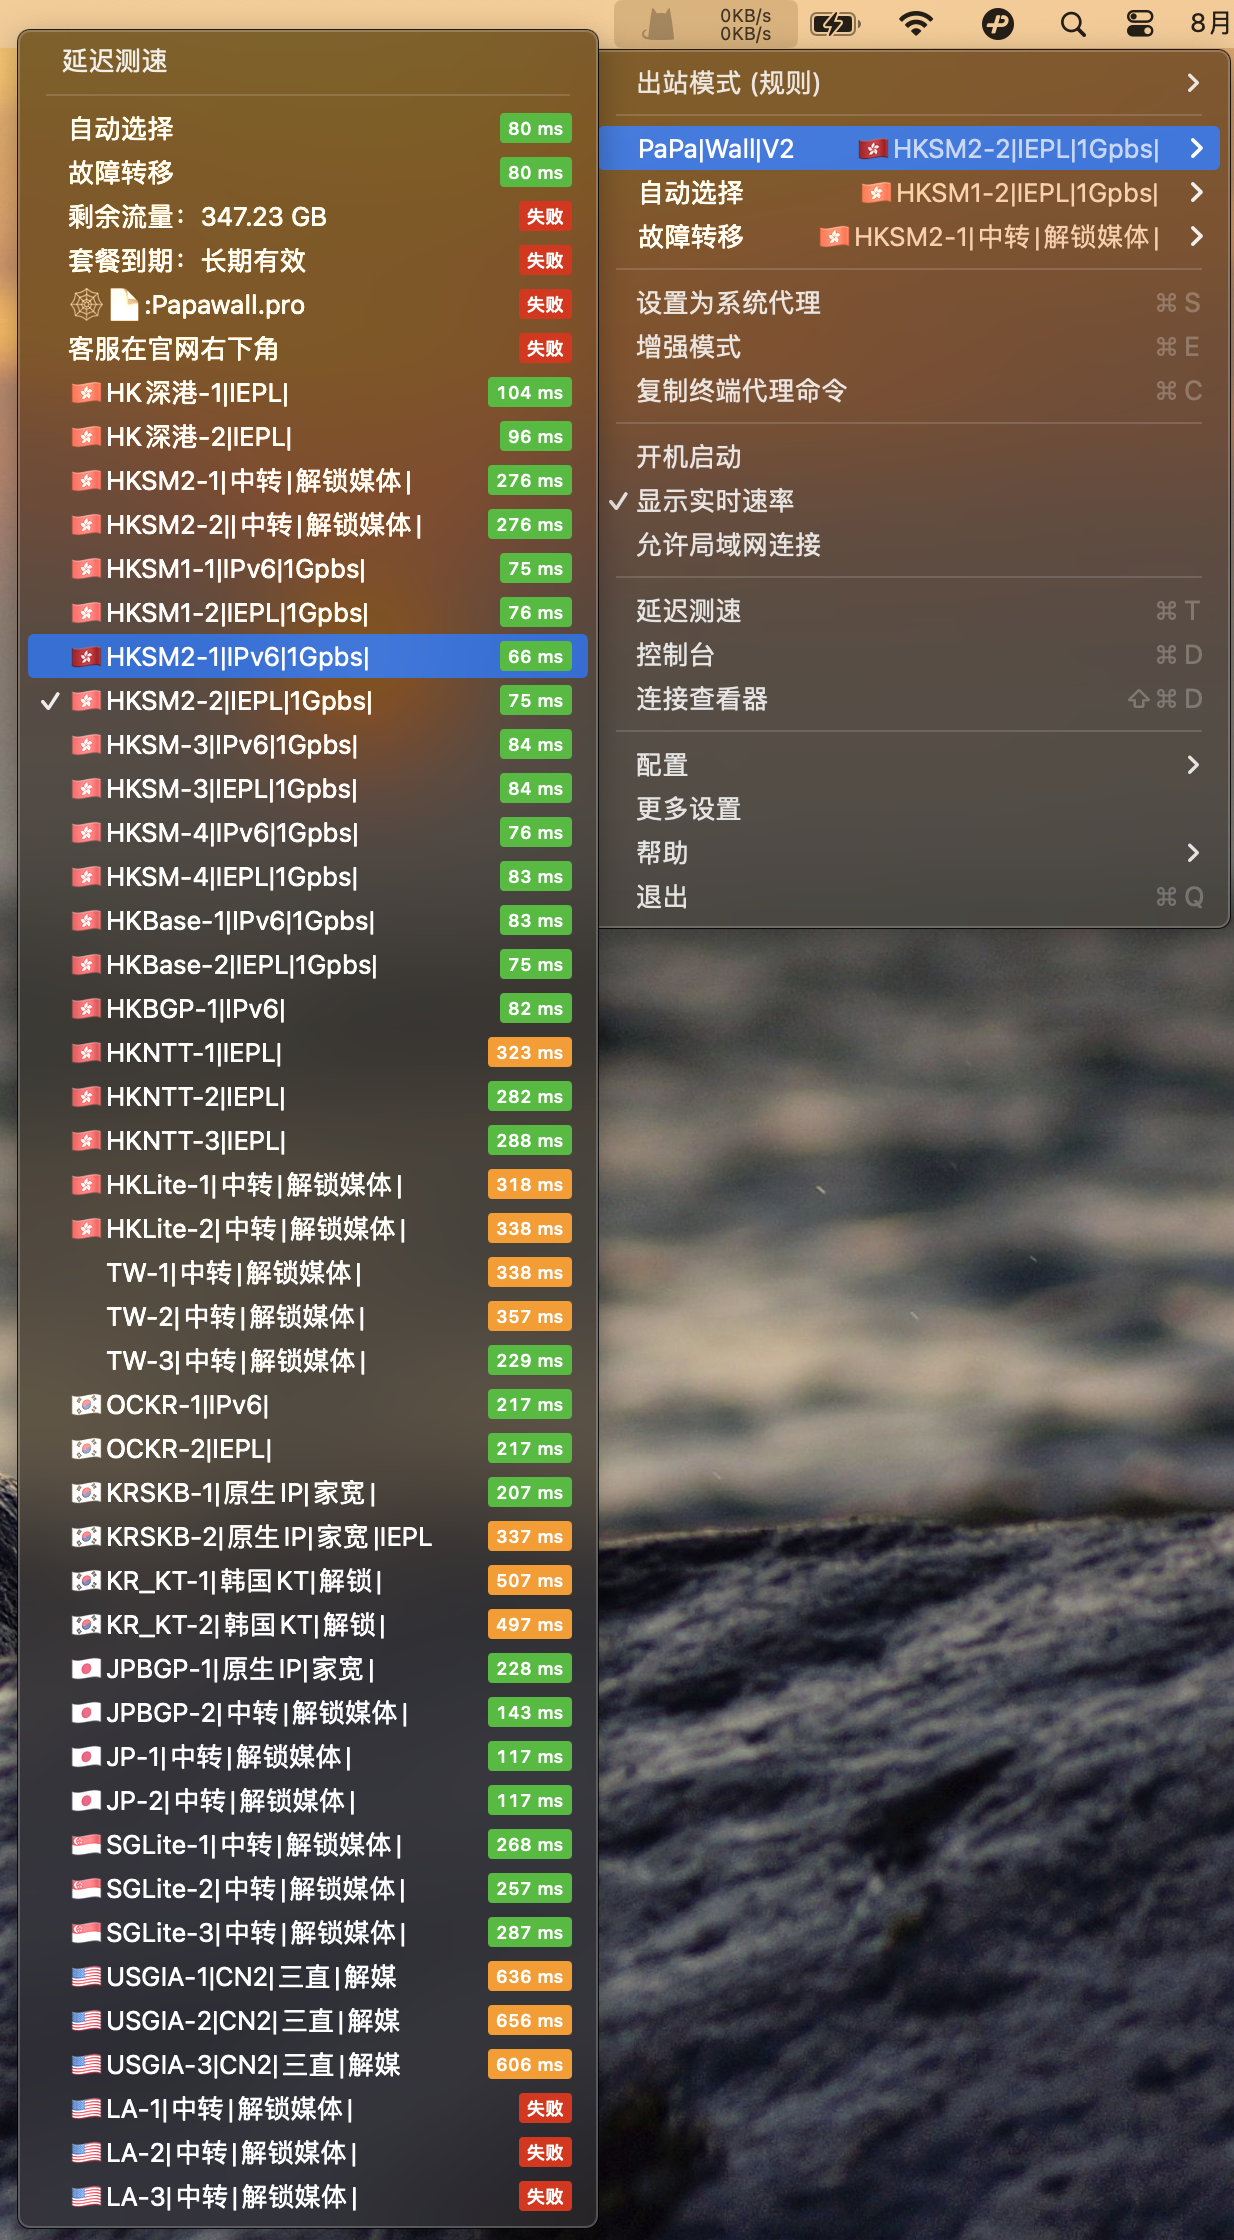 0KB/s
0KB/s
8月
延迟测速
自动选择 80 ms
故障转移 80 ms
剩余流量：347.23 GB 失败
套餐到期：长期有效 失败
🕸📄:Papawall.pro 失败
客服在官网右下角 失败
🇭🇰HK深港-1|IEPL| 104 ms
🇭🇰HK深港-2|IEPL| 96 ms
🇭🇰HKSM2-1|中转|解锁媒体| 276 ms
🇭🇰HKSM2-2||中转|解锁媒体| 276 ms
🇭🇰HKSM1-1|IPv6|1Gpbs| 75 ms
🇭🇰HKSM1-2|IEPL|1Gpbs| 76 ms
🇭🇰HKSM2-1|IPv6|1Gpbs| 66 ms
✓ 🇭🇰HKSM2-2|IEPL|1Gpbs| 75 ms
🇭🇰HKSM-3|IPv6|1Gpbs| 84 ms
🇭🇰HKSM-3|IEPL|1Gpbs| 84 ms
🇭🇰HKSM-4|IPv6|1Gpbs| 76 ms
🇭🇰HKSM-4|IEPL|1Gpbs| 83 ms
🇭🇰HKBase-1|IPv6|1Gpbs| 83 ms
🇭🇰HKBase-2|IEPL|1Gpbs| 75 ms
🇭🇰HKBGP-1|IPv6| 82 ms
🇭🇰HKNTT-1|IEPL| 323 ms
🇭🇰HKNTT-2|IEPL| 282 ms
🇭🇰HKNTT-3|IEPL| 288 ms
🇭🇰HKLite-1|中转|解锁媒体| 318 ms
🇭🇰HKLite-2|中转|解锁媒体| 338 ms
TW-1|中转|解锁媒体| 338 ms
TW-2|中转|解锁媒体| 357 ms
TW-3|中转|解锁媒体| 229 ms
🇰🇷OCKR-1|IPv6| 217 ms
🇰🇷OCKR-2|IEPL| 217 ms
🇰🇷KRSKB-1|原生IP|家宽| 207 ms
🇰🇷KRSKB-2|原生IP|家宽|IEPL 337 ms
🇰🇷KR_KT-1|韩国KT|解锁| 507 ms
🇰🇷KR_KT-2|韩国KT|解锁| 497 ms
🇯🇵JPBGP-1|原生IP|家宽| 228 ms
🇯🇵JPBGP-2|中转|解锁媒体| 143 ms
🇯🇵JP-1|中转|解锁媒体| 117 ms
🇯🇵JP-2|中转|解锁媒体| 117 ms
🇸🇬SGLite-1|中转|解锁媒体| 268 ms
🇸🇬SGLite-2|中转|解锁媒体| 257 ms
🇸🇬SGLite-3|中转|解锁媒体| 287 ms
🇺🇸USGIA-1|CN2|三直|解媒 636 ms
🇺🇸USGIA-2|CN2|三直|解媒 656 ms
🇺🇸USGIA-3|CN2|三直|解媒 606 ms
🇺🇸LA-1|中转|解锁媒体| 失败
🇺🇸LA-2|中转|解锁媒体| 失败
🇺🇸LA-3|中转|解锁媒体| 失败
出站模式 (规则)
PaPa|Wall|V2 🇭🇰HKSM2-2|IEPL|1Gpbs|
自动选择 🇭🇰HKSM1-2|IEPL|1Gpbs|
故障转移 🇭🇰HKSM2-1|中转|解锁媒体|
设置为系统代理 ⌘ S
增强模式 ⌘ E
复制终端代理命令 ⌘ C
开机启动
✓ 显示实时速率
允许局域网连接
延迟测速 ⌘ T
控制台 ⌘ D
连接查看器 ⇧⌘ D
配置
更多设置
帮助
退出 ⌘ Q